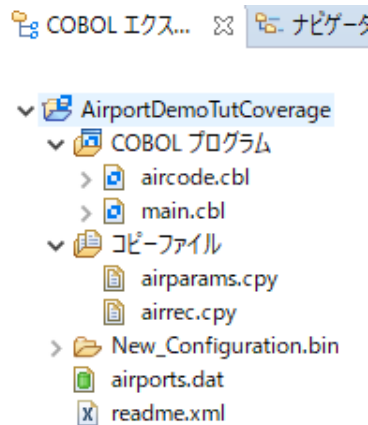 COBOL エクス... ナビゲータ
AirportDemoTutCoverage
COBOL プログラム
aircode.cbl
main.cbl
コピーファイル
airparams.cpy
airrec.cpy
New_Configuration.bin
airports.dat
readme.xml